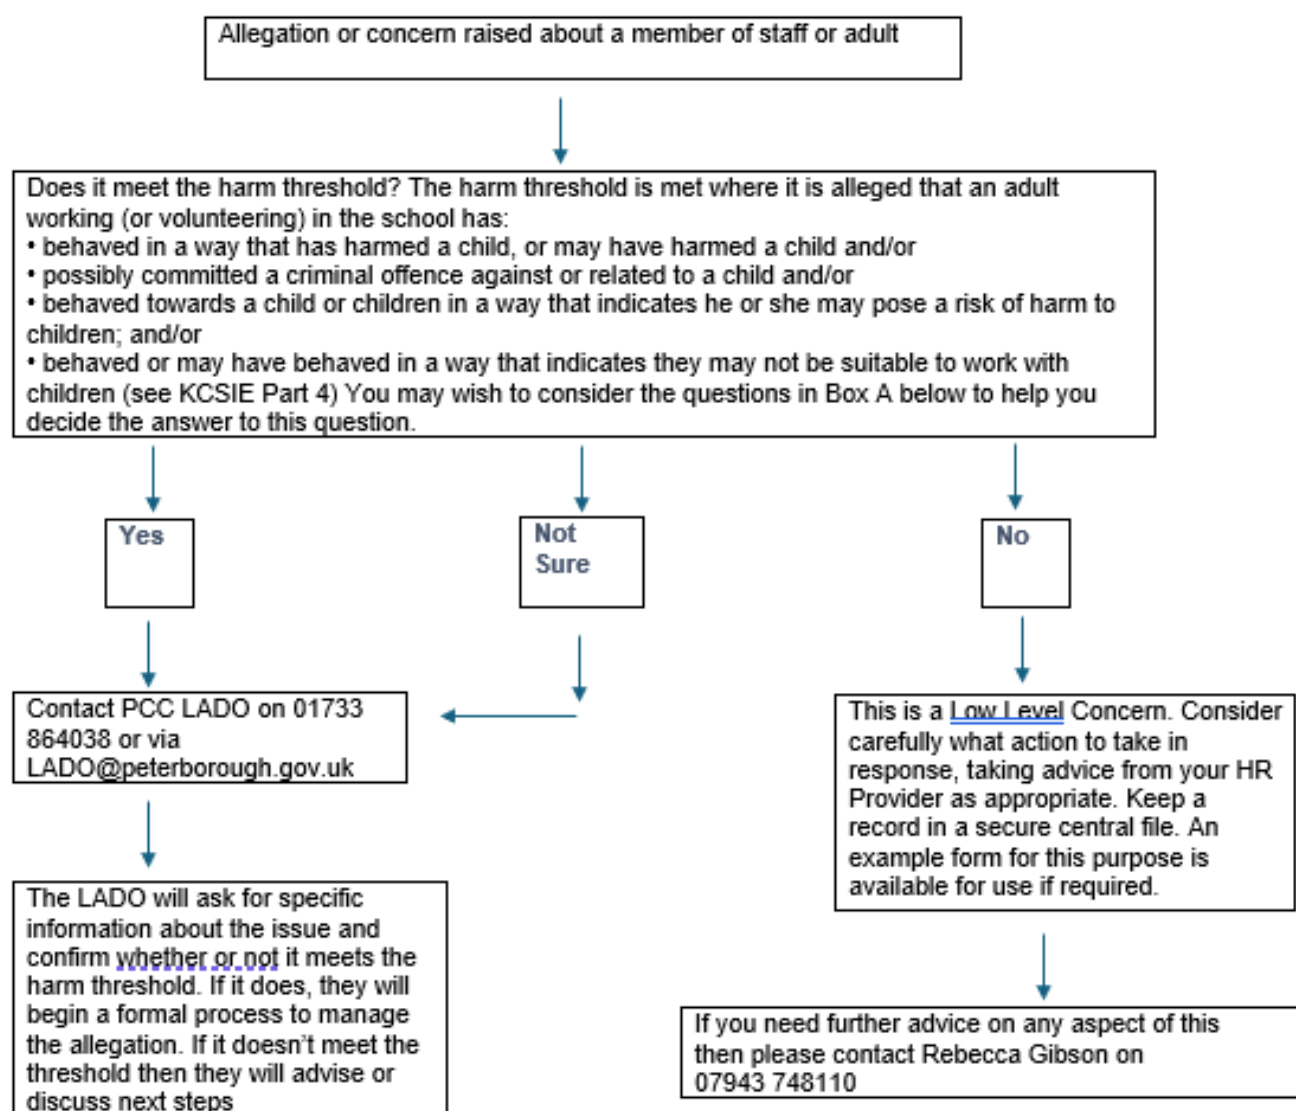 Allegation or concern raised about a member of staff or adult
Does it meet the harm threshold? The harm threshold is met where it is alleged that an adult
working (or volunteering) in the school has:
• behaved in a way that has harmed a child, or may have harmed a child and/or
• possibly committed a criminal offence against or related to a child and/or
• behaved towards a child or children in a way that indicates he or she may pose a risk of harm to
children; and/or
• behaved or may have behaved in a way that indicates they may not be suitable to work with
children (see KCSIE Part 4) You may wish to consider the questions in Box A below to help you
decide the answer to this question.
Yes
Not
Sure
No
Contact PCC LADO on 01733
864038 or via
LADO@peterborough.gov.uk
This is a Low Level Concern. Consider
carefully what action to take in
response, taking advice from your HR
Provider as appropriate. Keep a
record in a secure central file. An
example form for this purpose is
available for use if required.
The LADO will ask for specific
information about the issue and
confirm whether or not it meets the
harm threshold. If it does, they will
begin a formal process to manage
the allegation. If it doesn't meet the
threshold then they will advise or
discuss next steps
If you need further advice on any aspect of this
then please contact Rebecca Gibson on
07943 748110